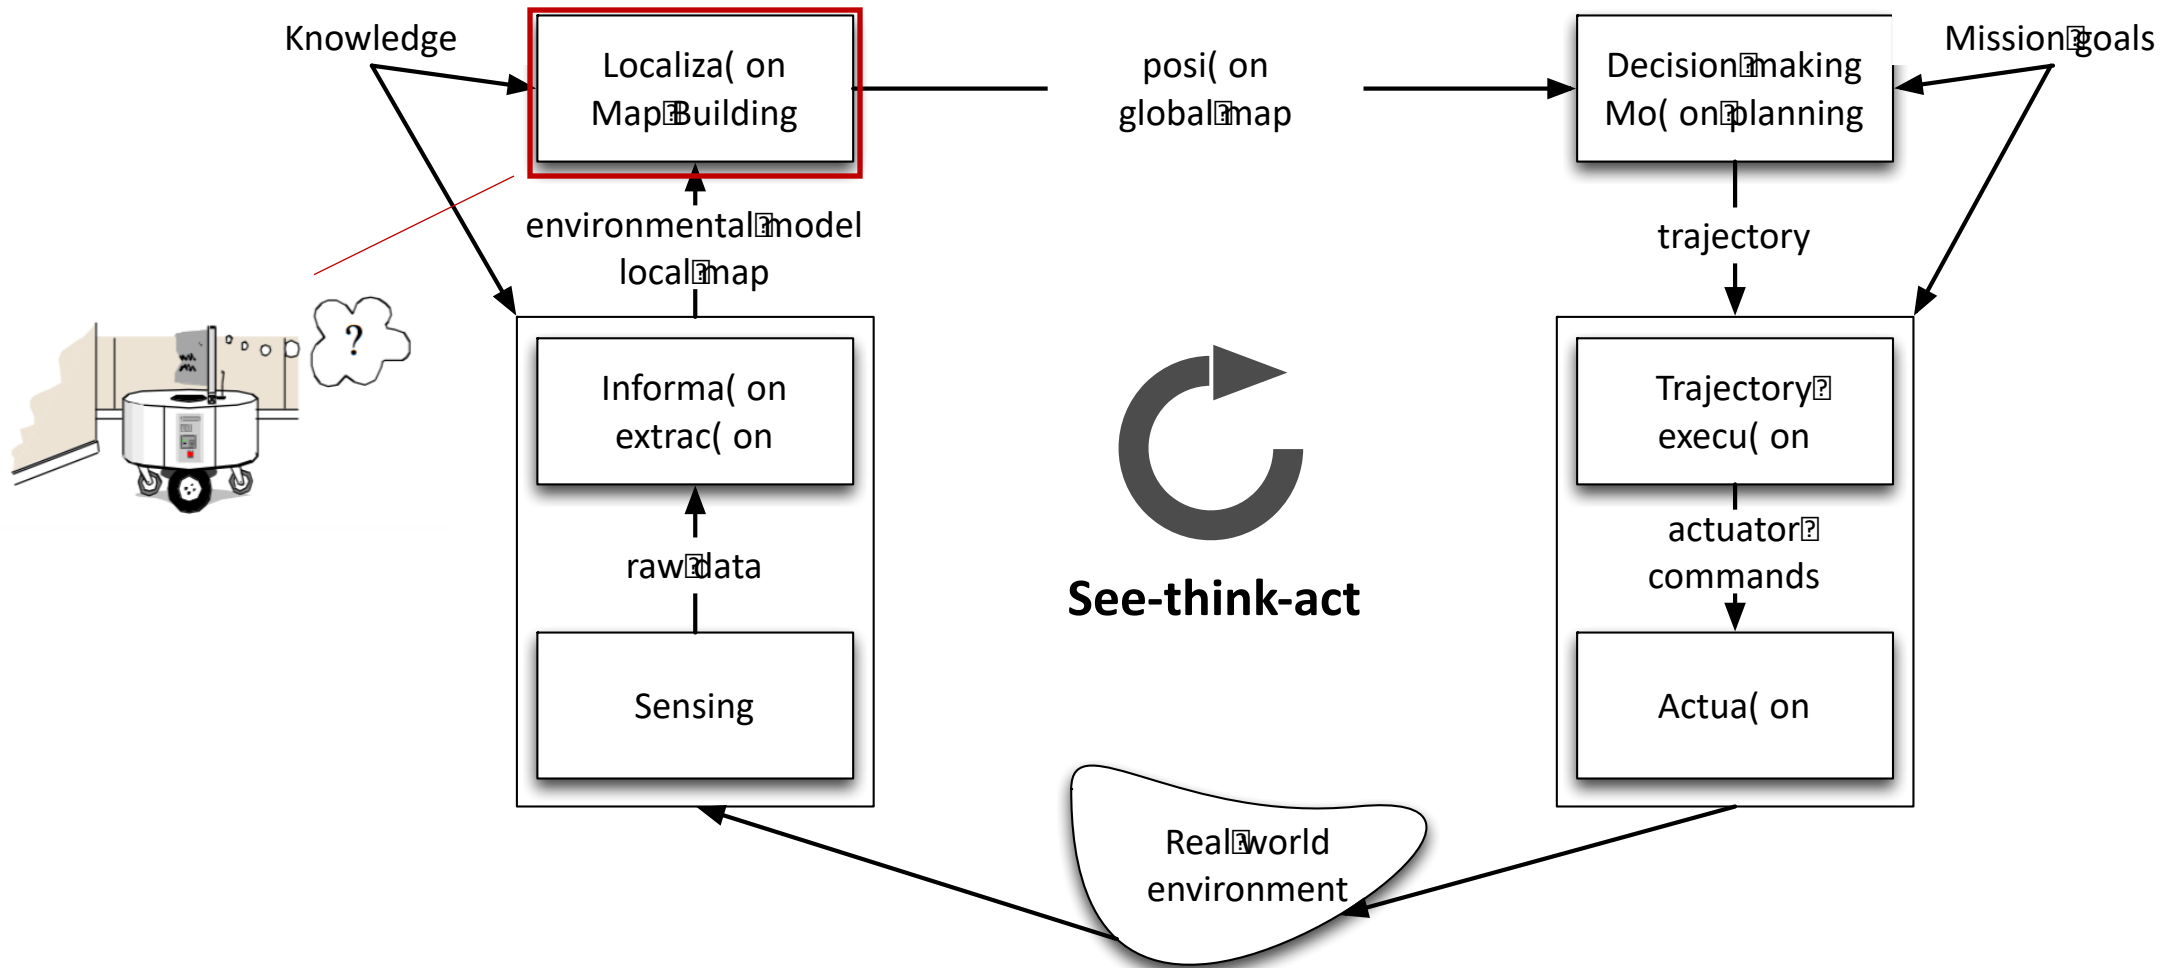 Knowledge
Localiza( on
Map⍰Building
posi( on
global⍰map
Decision⍰making
Mo( on⍰planning
Mission⍰goals
environmental⍰model
local⍰map
trajectory
?
Informa( on
extrac( on
Trajectory⍰
execu( on
raw⍰data
actuator⍰
commands
See-think-act
Sensing
Actua( on
Real⍰world
environment